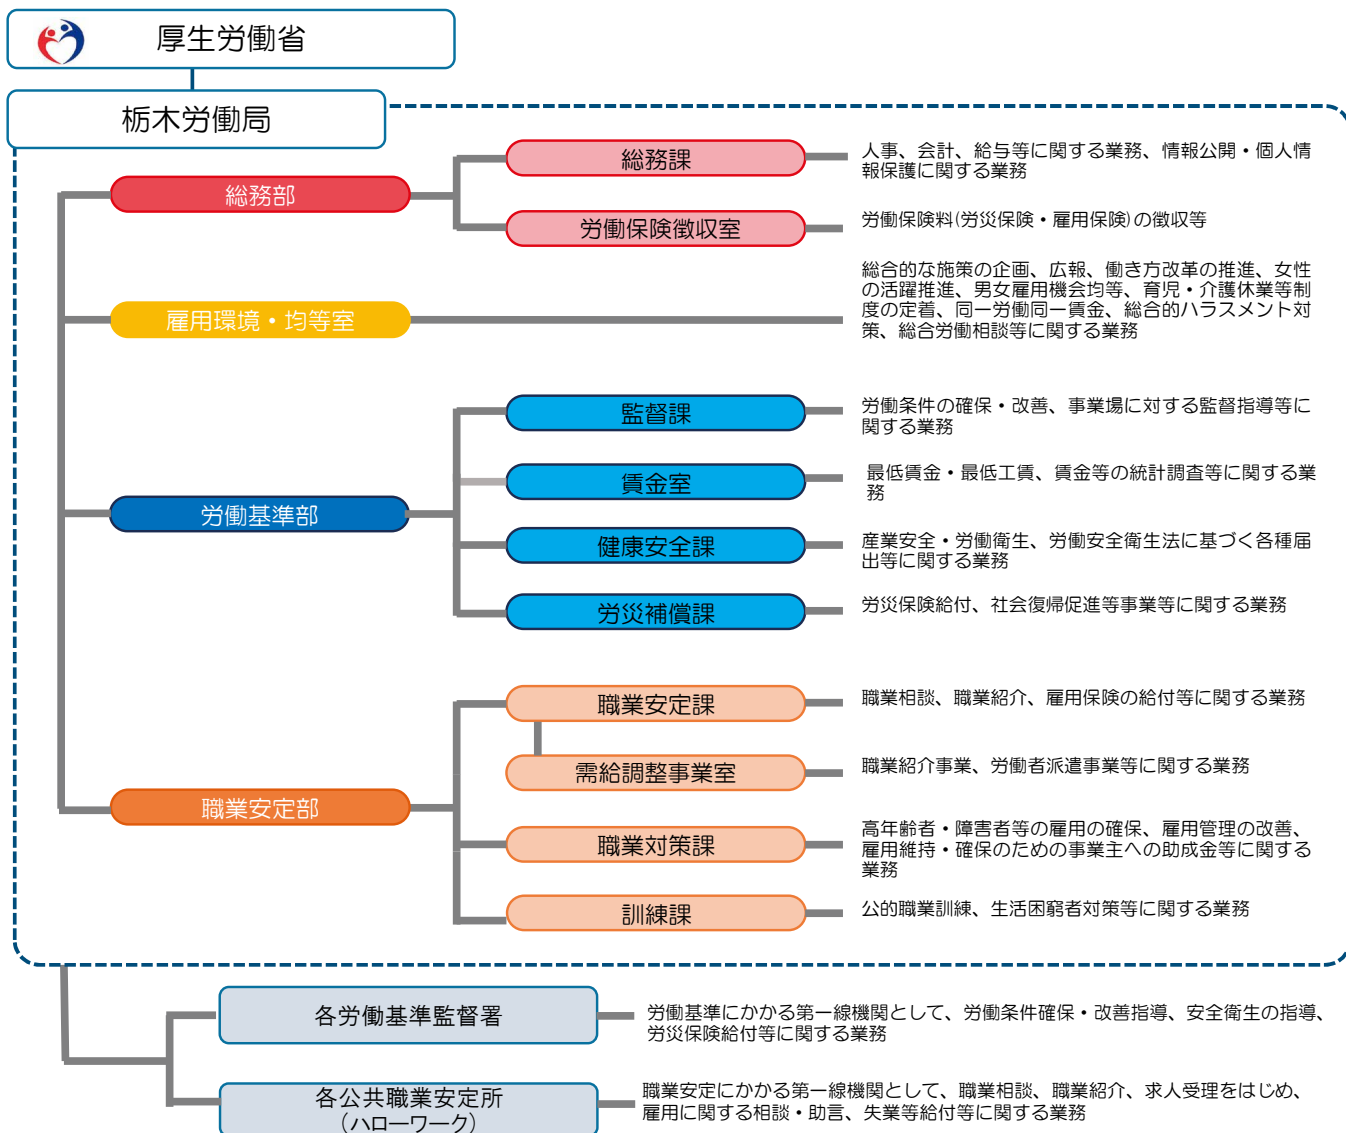 厚生労働省
栃木労働局
総務部
総務課
人事、会計、給与等に関する業務、情報公開・個人情
報保護に関する業務
労働保険徴収室
労働保険料(労災保険・雇用保険)の徴収等
雇用環境・均等室
総合的な施策の企画、広報、働き方改革の推進、女性
の活躍推進、男女雇用機会均等、育児・介護休業等制
度の定着、同一労働同一賃金、総合的ハラスメント対
策、総合労働相談等に関する業務
労働基準部
監督課
労働条件の確保・改善、事業場に対する監督指導等に
関する業務
賃金室
最低賃金・最低工賃、賃金等の統計調査等に関する業
務
健康安全課
産業安全・労働衛生、労働安全衛生法に基づく各種届
出等に関する業務
労災補償課
労災保険給付、社会復帰促進等事業等に関する業務
職業安定部
職業安定課
職業相談、職業紹介、雇用保険の給付等に関する業務
需給調整事業室
職業紹介事業、労働者派遣事業等に関する業務
職業対策課
高年齢者・障害者等の雇用の確保、雇用管理の改善、
雇用維持・確保のための事業主への助成金等に関する
業務
訓練課
公的職業訓練、生活困窮者対策等に関する業務
各労働基準監督署
労働基準にかかる第一線機関として、労働条件確保・改善指導、安全衛生の指導、
労災保険給付等に関する業務
各公共職業安定所
（ハローワーク）
職業安定にかかる第一線機関として、職業相談、職業紹介、求人受理をはじめ、
雇用に関する相談・助言、失業等給付等に関する業務